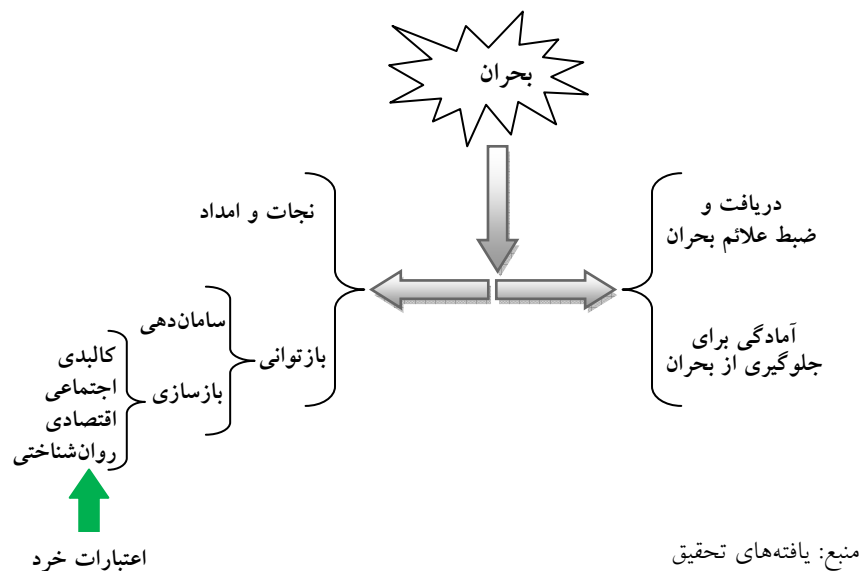 بحران
دریافت و
ضبط علائم بحران
آمادگی برای
جلوگیری از بحران
نجات و امداد
بازتوانی
سامان‌دهی
بازسازی
کالبدی
اجتماعی
اقتصادی
روان‌شناختی
اعتبارات خرد
منبع: یافته‌های تحقیق